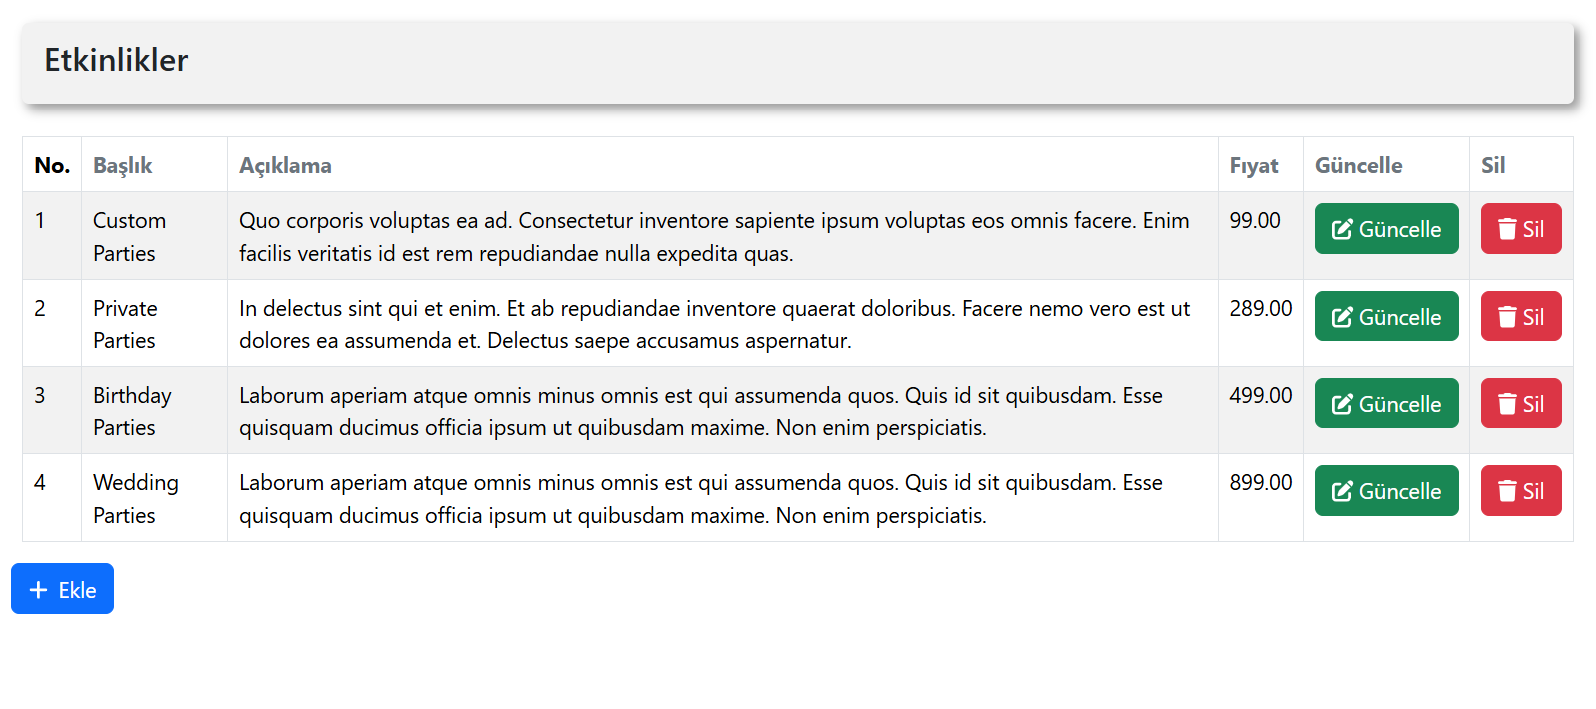 Etkinlikler
No. Başlık Açıklama Fıyat Güncelle Sil
1 Custom Quo corporis voluptas ea ad. Consectetur inventore sapiente ipsum voluptas eos omnis facere. Enim 99.00 Güncelle Sil
Parties facilis veritatis id est rem repudiandae nulla expedita quas.
2 Private In delectus sint qui et enim. Et ab repudiandae inventore quaerat doloribus. Facere nemo vero est ut 289.00 Güncelle Sil
Parties dolores ea assumenda et. Delectus saepe accusamus aspernatur.
3 Birthday Laborum aperiam atque omnis minus omnis est qui assumenda quos. Quis id sit quibusdam. Esse 499.00 Güncelle Sil
Parties quisquam ducimus officia ipsum ut quibusdam maxime. Non enim perspiciatis.
4 Wedding Laborum aperiam atque omnis minus omnis est qui assumenda quos. Quis id sit quibusdam. Esse 899.00 Güncelle Sil
Parties quisquam ducimus officia ipsum ut quibusdam maxime. Non enim perspiciatis.
+ Ekle